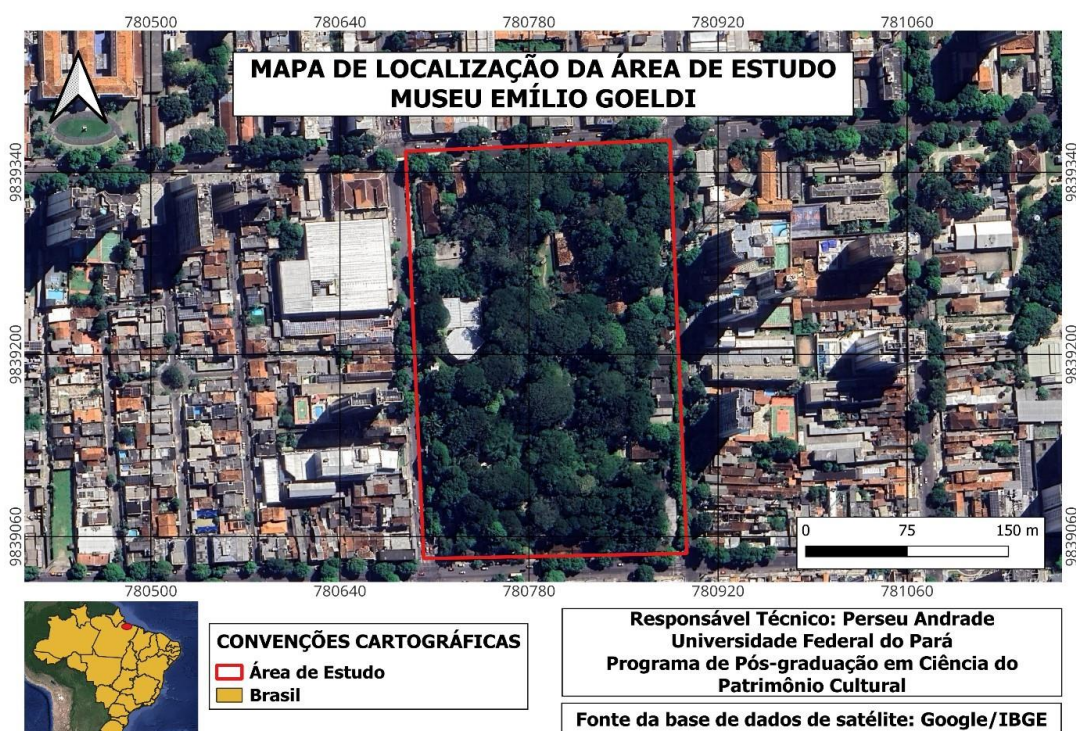 780500 780640 780780 780920 781060
MAPA DE LOCALIZAÇÃO DA ÁREA DE ESTUDO
MUSEU EMÍLIO GOELDI
9839340 9839340
9839200 9839200
9839060 9839060
0 75 150 m
780500 780640 780780 780920 781060
CONVENÇÕES CARTOGRÁFICAS
Área de Estudo
Brasil
Responsável Técnico: Perseu Andrade
Universidade Federal do Pará
Programa de Pós-graduação em Ciência do
Patrimônio Cultural
Fonte da base de dados de satélite: Google/IBGE